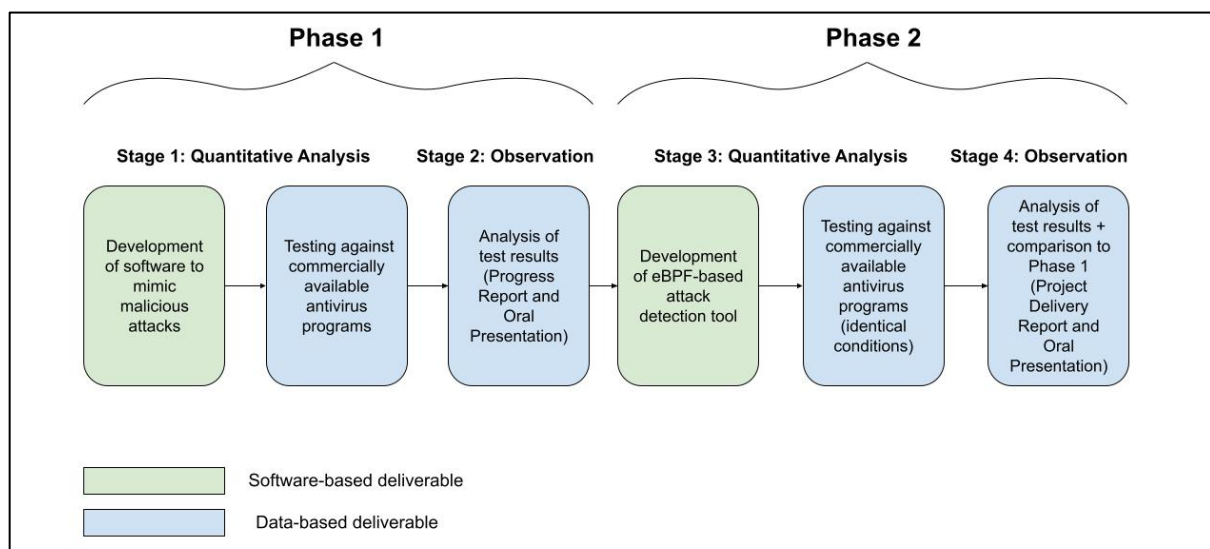 Phase 1
Phase 2
Stage 1: Quantitative Analysis
Stage 2: Observation
Stage 3: Quantitative Analysis
Stage 4: Observation
Development
of software to
mimic
malicious
attacks
Testing against
commercially
available
antivirus
programs
Analysis of
test results
(Progress
Report and
Oral
Presentation)
Development
of eBPF-based
attack
detection tool
Testing against
commercially
available
antivirus
programs
(identical
conditions)
Analysis of
test results +
comparison to
Phase 1
(Project
Delivery
Report and
Oral
Presentation)
Software-based deliverable
Data-based deliverable